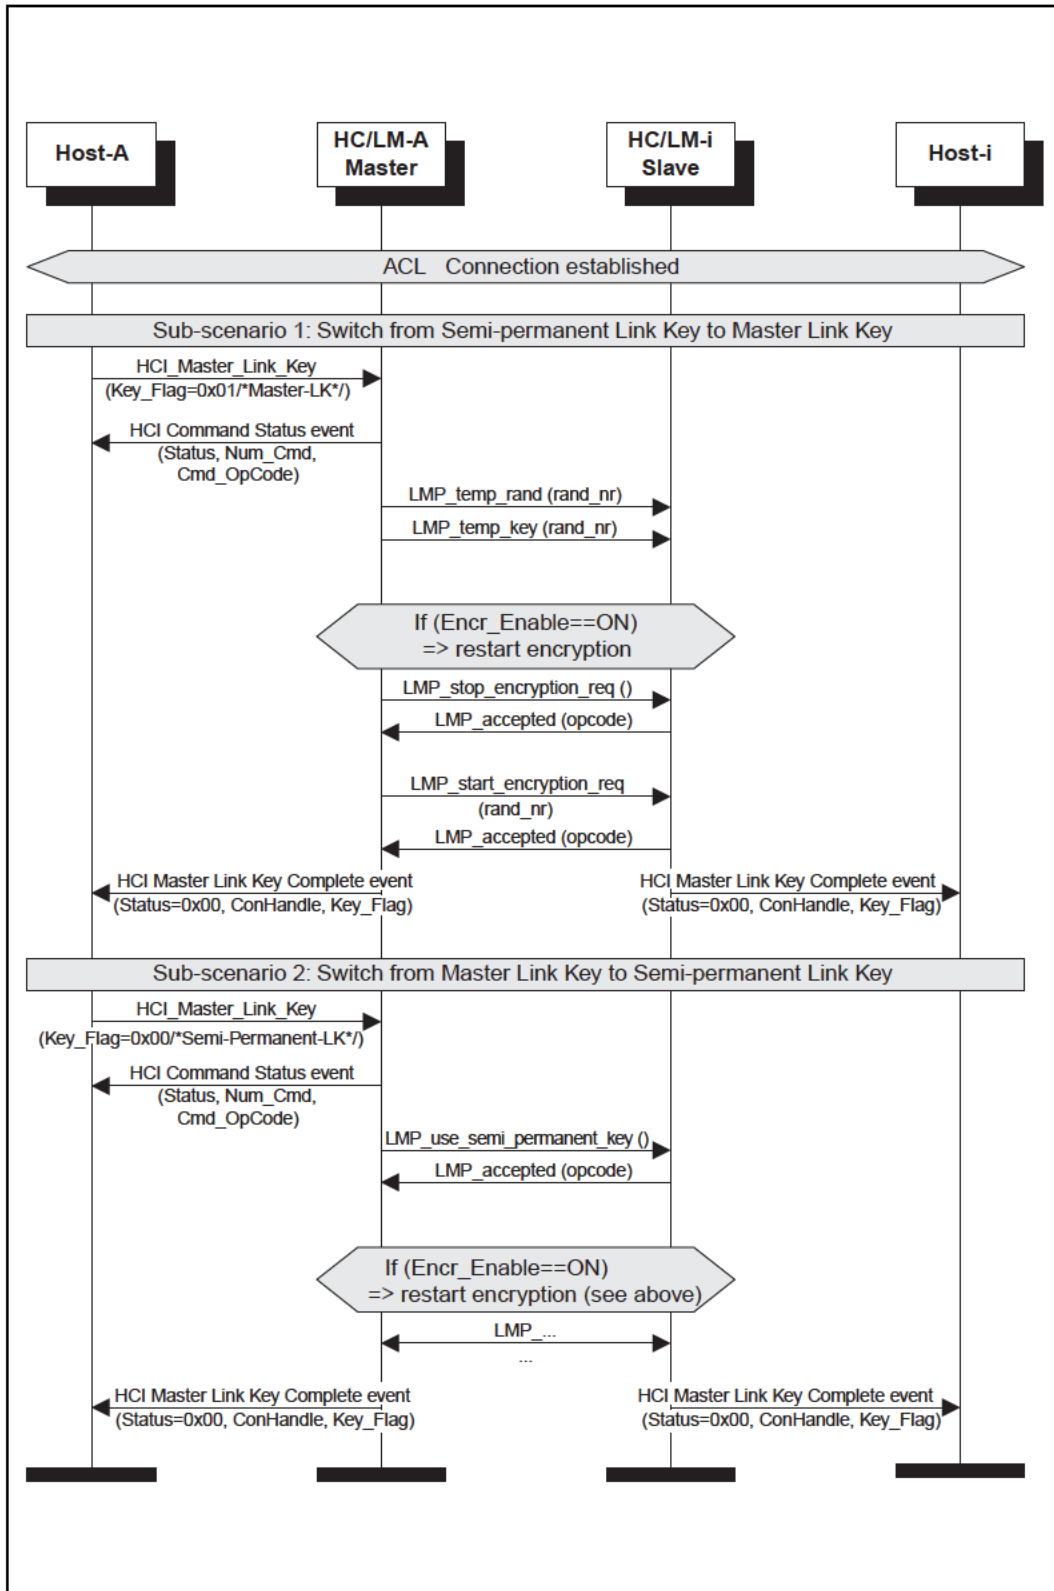 Host-A
HC/LM-A
Master
HC/LM-i
Slave
Host-i
ACL Connection established
Sub-scenario 1: Switch from Semi-permanent Link Key to Master Link Key
HCI_Master_Link_Key
(Key_Flag=0x01/*Master-LK*/)
HCI Command Status event
(Status, Num_Cmd,
Cmd_OpCode)
LMP_temp_rand (rand_nr)
LMP_temp_key (rand_nr)
If (Encr_Enable==ON)
=> restart encryption
LMP_stop_encryption_req ()
LMP_accepted (opcode)
LMP_start_encryption_req
(rand_nr)
LMP_accepted (opcode)
HCI Master Link Key Complete event
(Status=0x00, ConHandle, Key_Flag)
HCI Master Link Key Complete event
(Status=0x00, ConHandle, Key_Flag)
Sub-scenario 2: Switch from Master Link Key to Semi-permanent Link Key
HCI_Master_Link_Key
(Key_Flag=0x00/*Semi-Permanent-LK*/)
HCI Command Status event
(Status, Num_Cmd,
Cmd_OpCode)
LMP_use_semi_permanent_key ()
LMP_accepted (opcode)
If (Encr_Enable==ON)
=> restart encryption (see above)
LMP_...
...
HCI Master Link Key Complete event
(Status=0x00, ConHandle, Key_Flag)
HCI Master Link Key Complete event
(Status=0x00, ConHandle, Key_Flag)